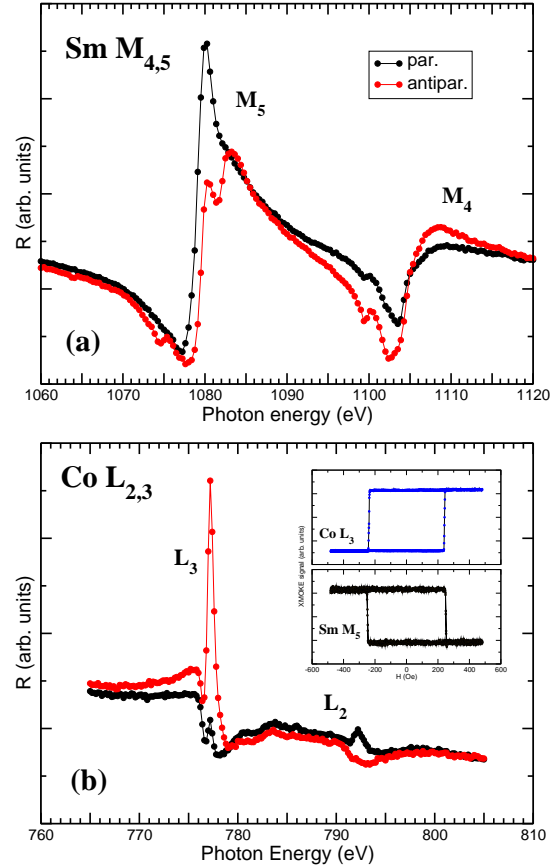 Sm M4,5
par.
antipar.
M5
M4
R (arb. units)
(a)
1060 1070 1080 1090 1100 1110 1120
Photon energy (eV)
Co L2,3
L3
L2
R (arb. units)
(b)
Co L3
Sm M5
XMOKE signal (arb. units)
-600 -400 -200 0 200 400 600
H (Oe)
760 770 780 790 800 810
Photon Energy (eV)